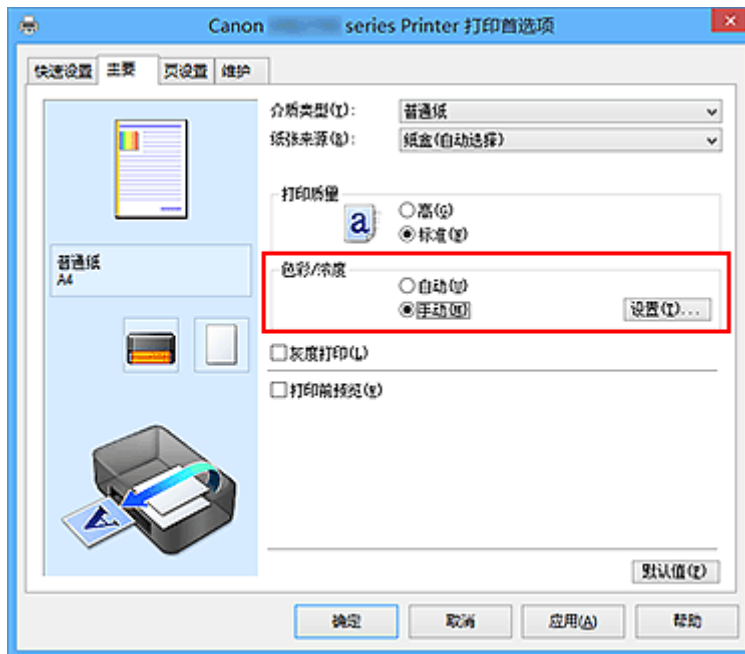 Canon series Printer 打印首选项
快速设置 主要 页设置 维护
介质类型(T): 普通纸
纸张来源(R): 纸盒(自动选择)
打印质量
高(G)
标准(N)
普通纸
A4
色彩/浓度
自动(U)
手动(M) 设置(T)...
灰度打印(L)
打印前预览(E)
默认值(F)
确定 取消 应用(A) 帮助